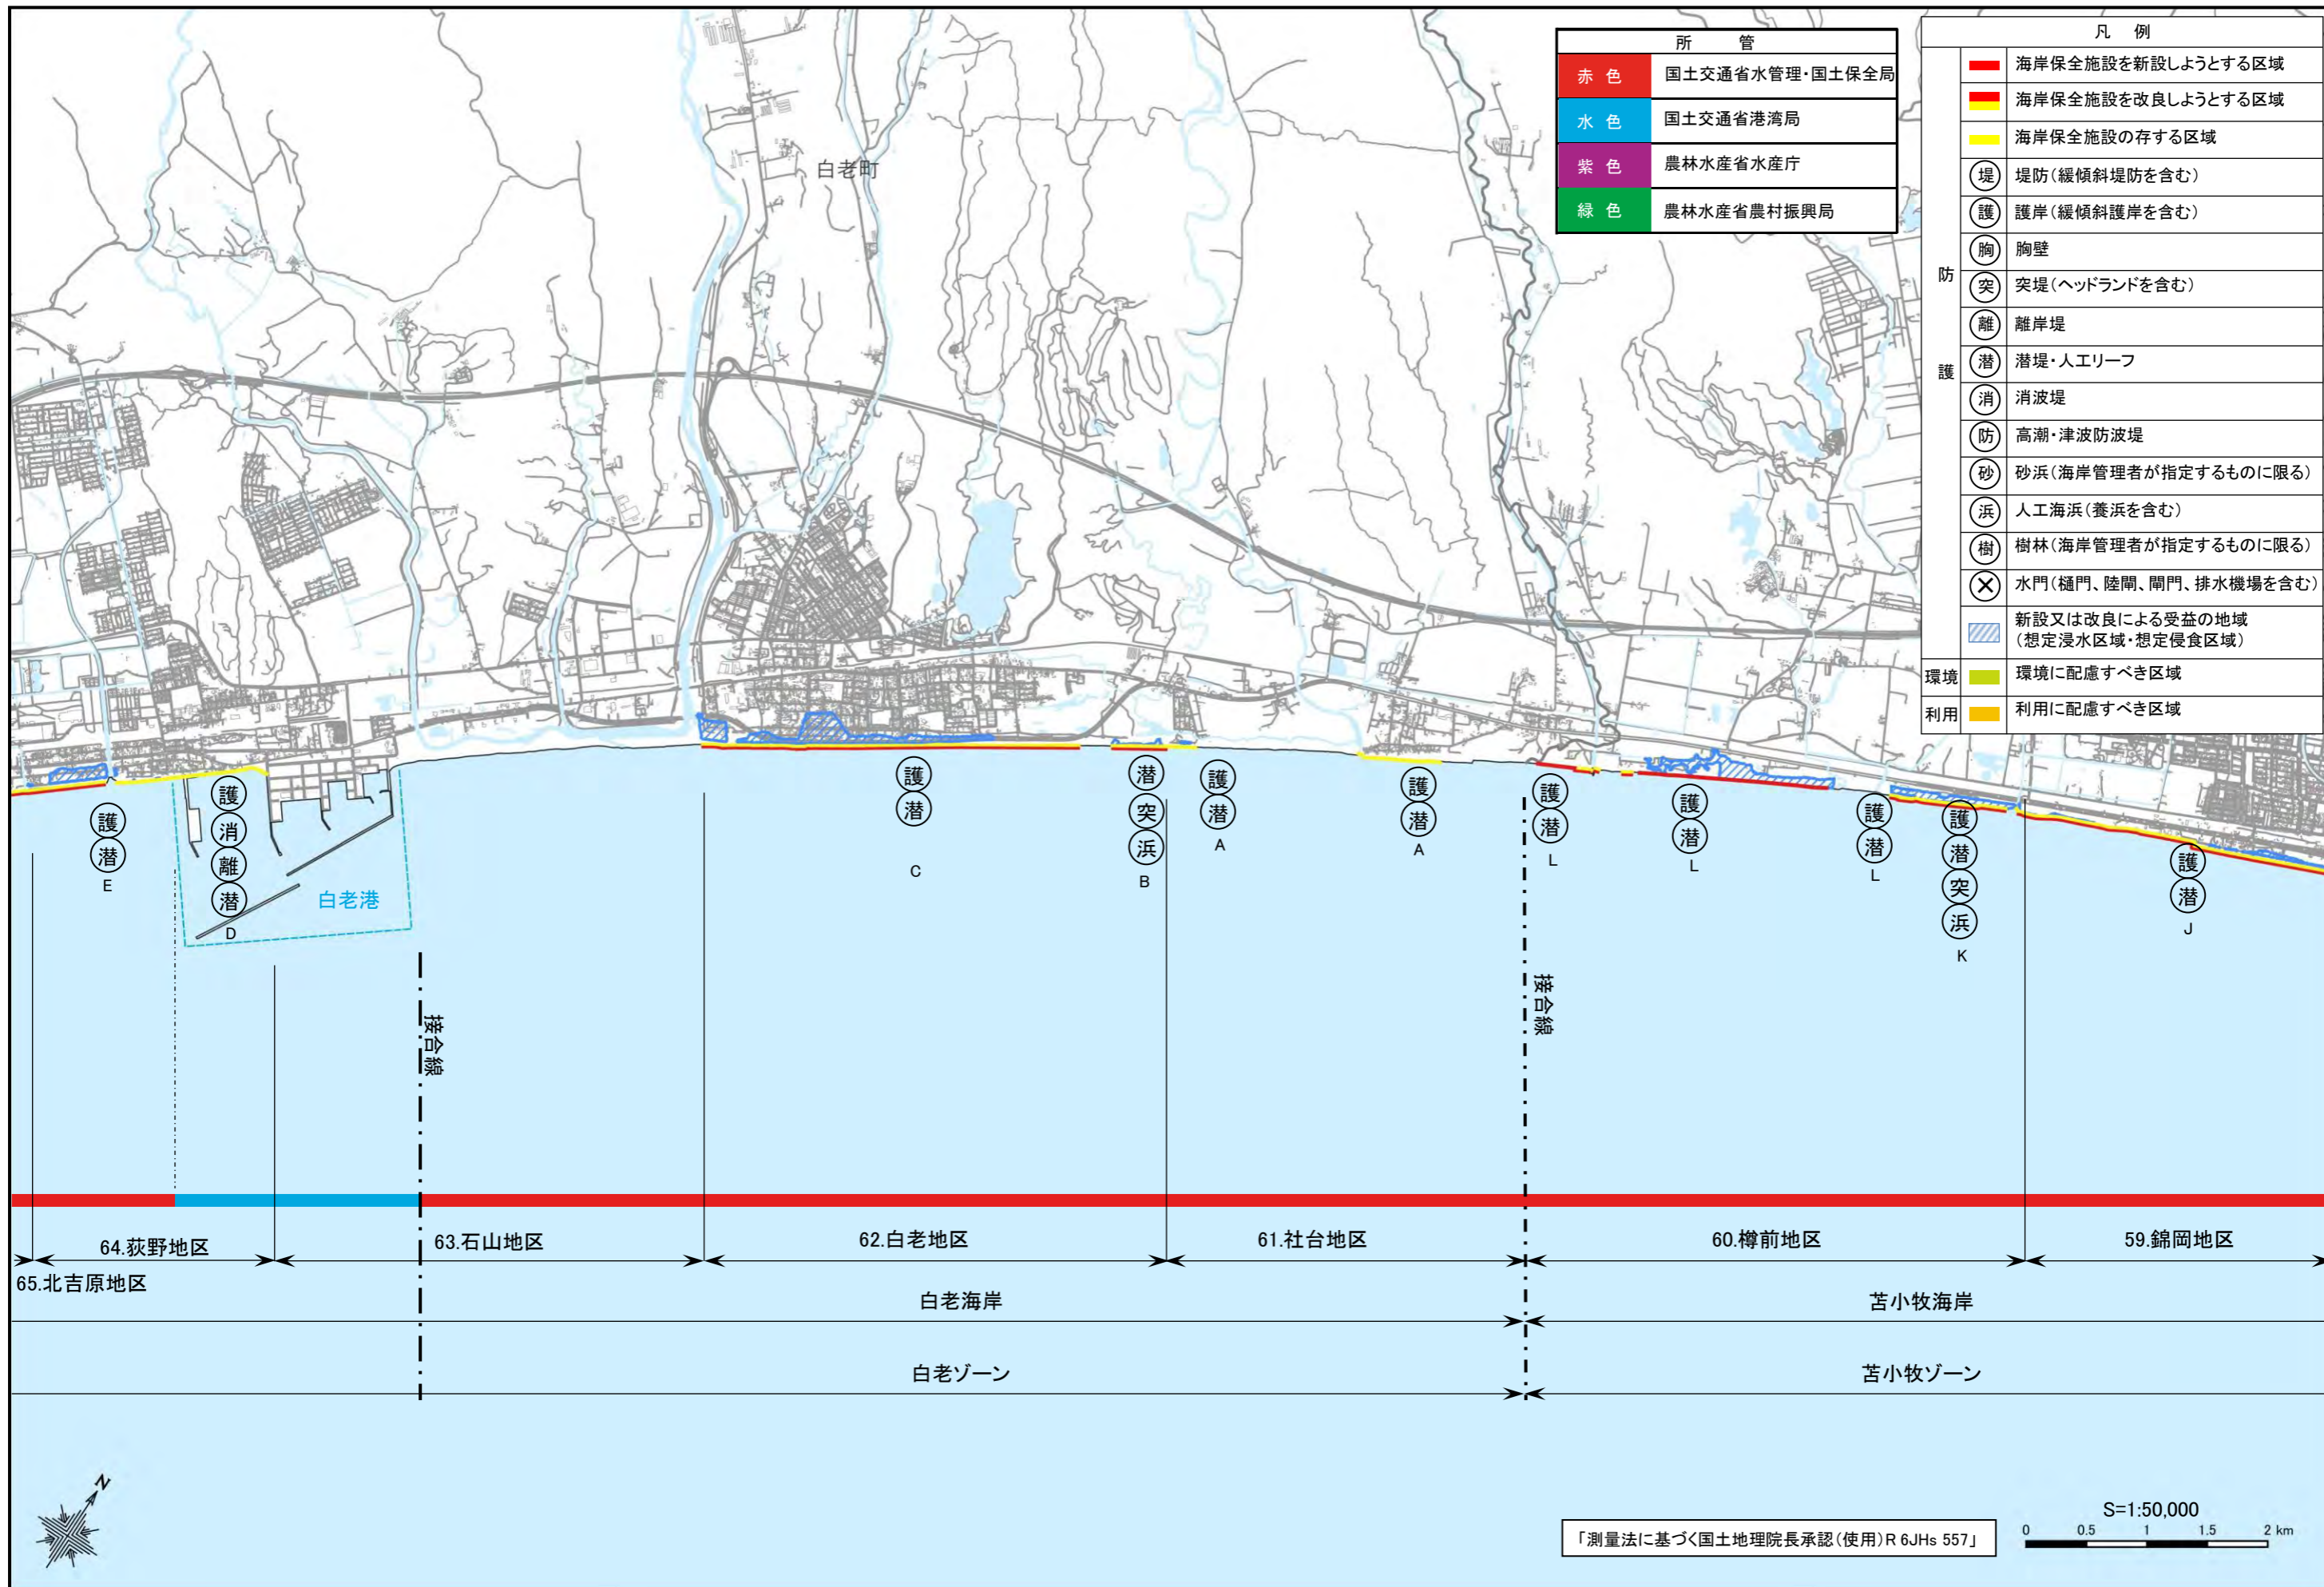 所 管
赤 色 国土交通省水管理・国土保全局
水 色 国土交通省港湾局
紫 色 農林水産省水産庁
緑 色 農林水産省農村振興局
凡 例
防護
海岸保全施設を新設しようとする区域
海岸保全施設を改良しようとする区域
海岸保全施設の存する区域
堤 堤防(緩傾斜堤防を含む)
護 護岸(緩傾斜護岸を含む)
胸 胸壁
突 突堤(ヘッドランドを含む)
離 離岸堤
潜 潜堤・人工リーフ
消 消波堤
防 高潮・津波防波堤
砂 砂浜(海岸管理者が指定するものに限る)
浜 人工海浜(養浜を含む)
樹 樹林(海岸管理者が指定するものに限る)
水門(樋門、陸閘、閘門、排水機場を含む)
新設又は改良による受益の地域
(想定浸水区域・想定侵食区域)
環境 環境に配慮すべき区域
利用 利用に配慮すべき区域
白老町
護
潜
E
護
消
離
潜
D
白老港
護
潜
C
潜
突
浜
B
護
潜
A
護
潜
A
護
潜
L
護
潜
L
護
潜
L
護
潜
突
浜
K
護
潜
J
接合線
接合線
64.萩野地区
63.石山地区
62.白老地区
61.社台地区
60.樽前地区
59.錦岡地区
65.北吉原地区
白老海岸
苫小牧海岸
白老ゾーン
苫小牧ゾーン
N
「測量法に基づく国土地理院長承認(使用)R 6JHs 557」
S=1:50,000
0 0.5 1 1.5 2 km